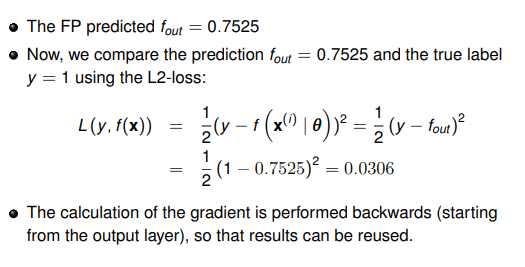 • The FP predicted f_out = 0.7525
• Now, we compare the prediction f_out = 0.7525 and the true label
y = 1 using the L2-loss:
L(y, f(x)) = 1/2 (y − f(x^(i) | θ))² = 1/2 (y − f_out)²
= 1/2 (1 − 0.7525)² = 0.0306
• The calculation of the gradient is performed backwards (starting
from the output layer), so that results can be reused.